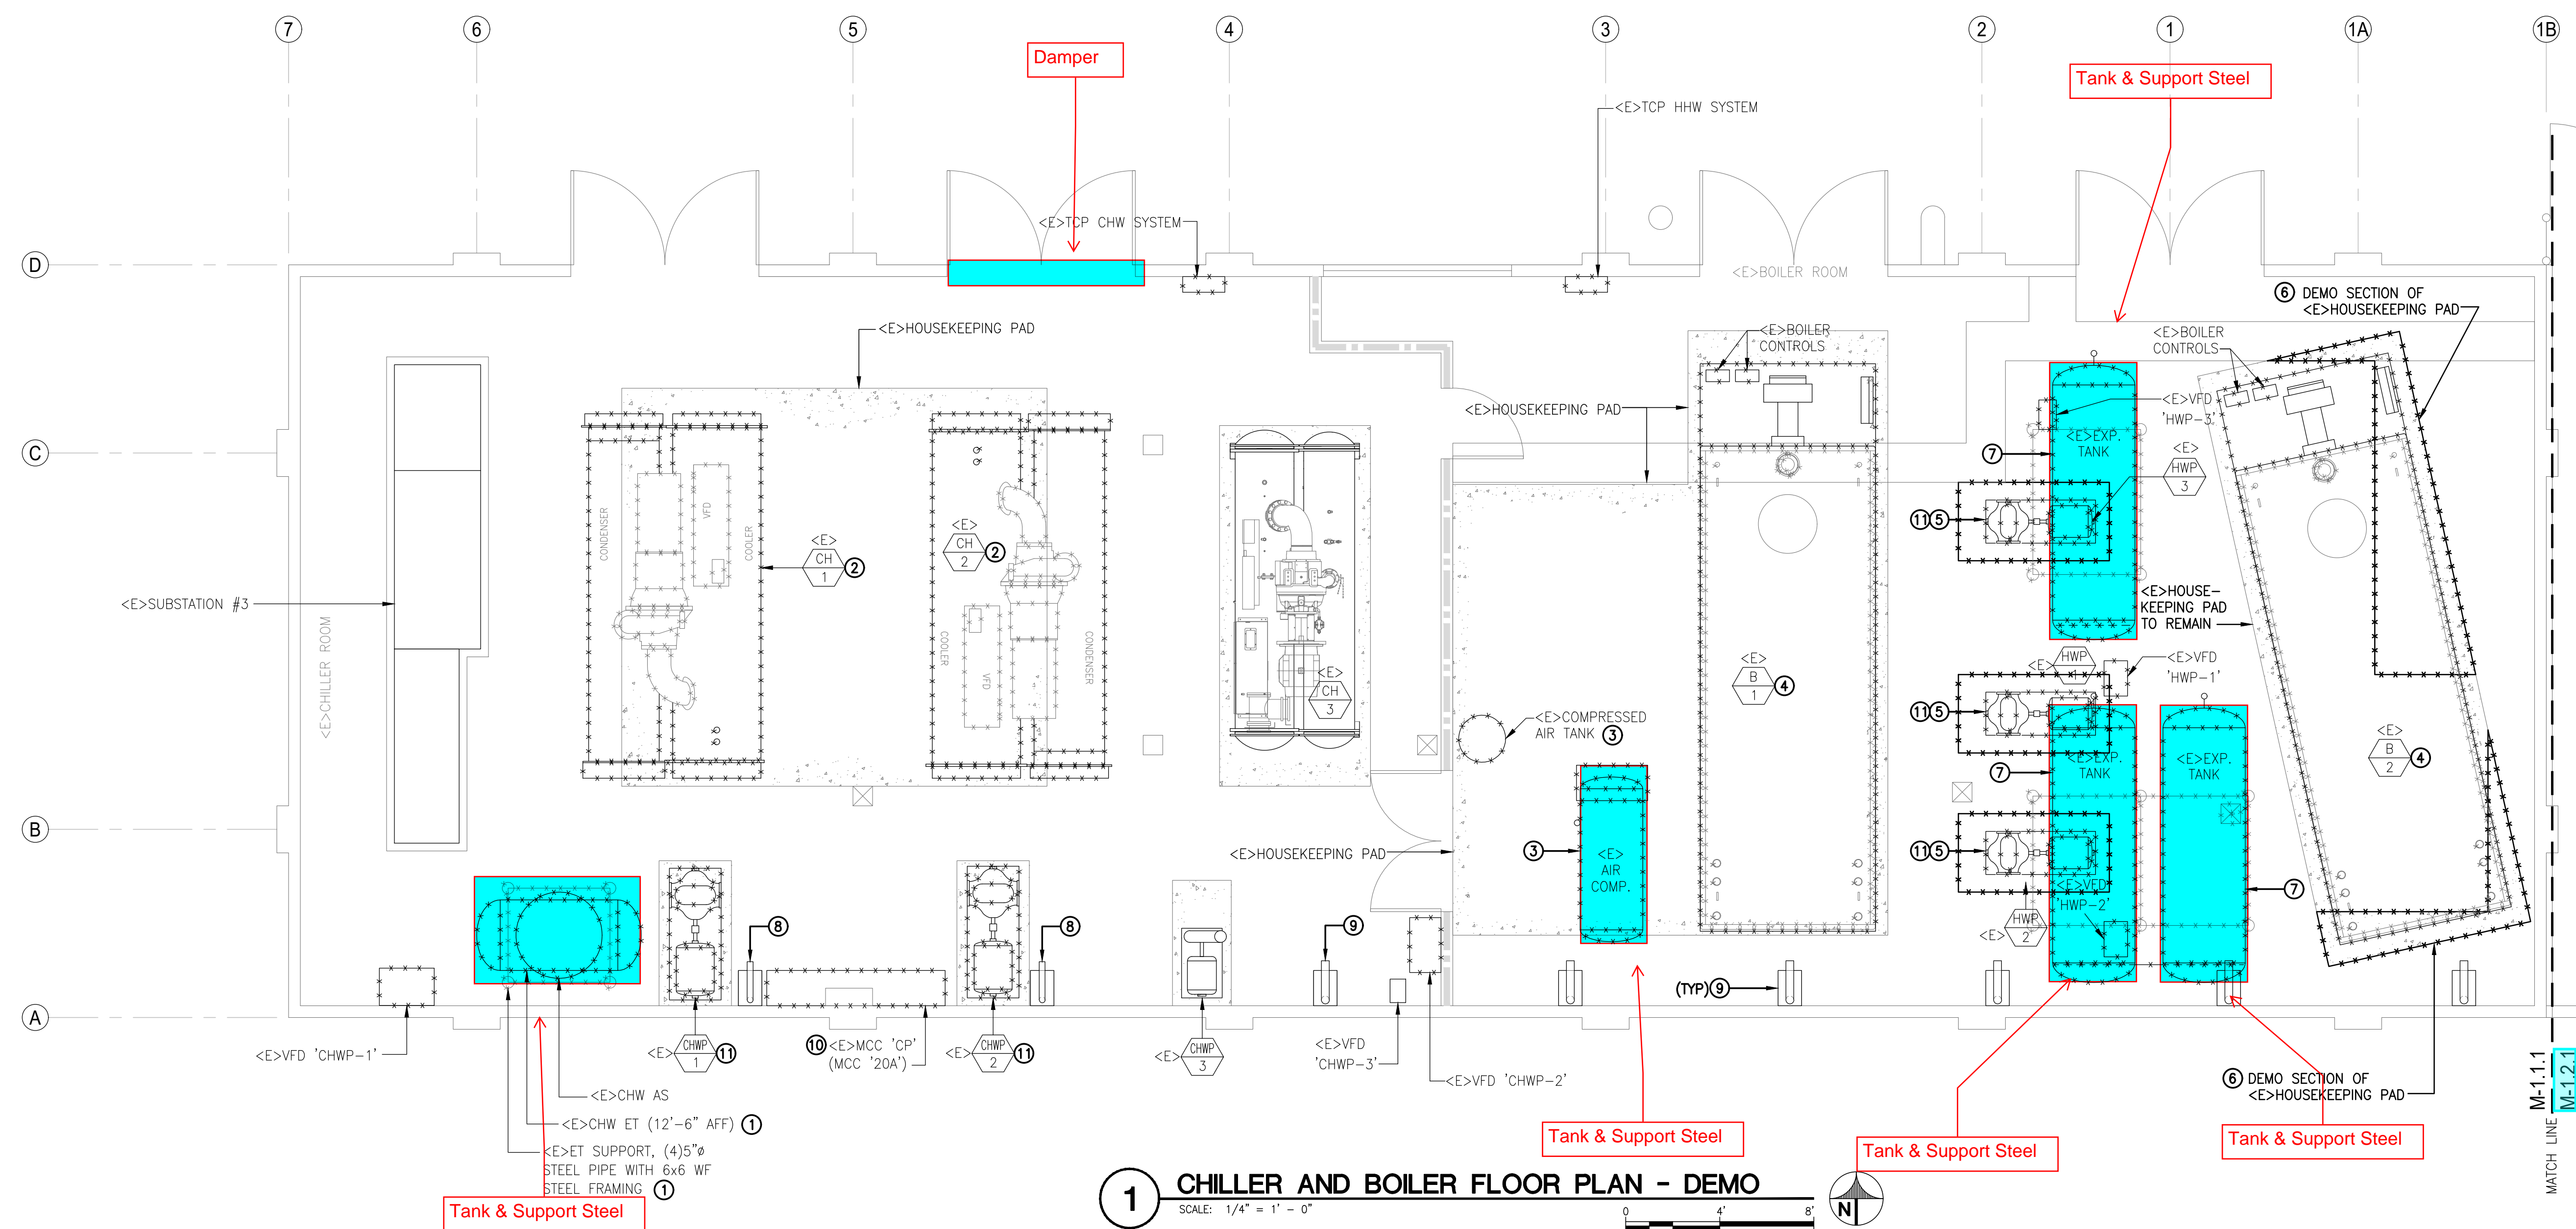 7
6
5
4
3
2
1
1A
1B
Damper
Tank & Support Steel
<E>TCP HHW SYSTEM
<E>TCP CHW SYSTEM
D
<E>BOILER ROOM
6 DEMO SECTION OF
<E>HOUSEKEEPING PAD
<E>HOUSEKEEPING PAD
<E>BOILER
CONTROLS
<E>BOILER
CONTROLS
<E>HOUSEKEEPING PAD
<E>VFD
'HWP-3'
C
<E>EXP.
TANK
7
<E>
HWP
3
CONDENSER
VFD
COOLER
<E>
CH
1
2
<E>
CH
2
2
11 5
<E>SUBSTATION #3
<E>CHILLER ROOM
COOLER
VFD
CONDENSER
<E>
CH
3
<E>
B
1
4
<E>HOUSE-
KEEPING PAD
TO REMAIN
<E>
HWP
1
<E>VFD
'HWP-1'
11 5
<E>COMPRESSED
AIR TANK 3
<E>EXP.
TANK
7
<E>EXP.
TANK
<E>
B
2
4
B
<E>HOUSEKEEPING PAD
3
<E>
AIR
COMP.
11 5
<E>VFD
'HWP-2'
7
<E>
HWP
2
8
8
9
(TYP) 9
A
<E>VFD 'CHWP-1'
<E>
CHWP
1
11
10 <E>MCC 'CP'
(MCC '20A')
<E>
CHWP
2
11
<E>
CHWP
3
<E>VFD
'CHWP-3'
<E>VFD 'CHWP-2'
6 DEMO SECTION OF
<E>HOUSEKEEPING PAD
M-1.1.1
M-1.2.1
MATCH LINE
<E>CHW AS
<E>CHW ET (12'-6" AFF) 1
<E>ET SUPPORT, (4)5"ø
STEEL PIPE WITH 6x6 WF
STEEL FRAMING 1
Tank & Support Steel
Tank & Support Steel
Tank & Support Steel
Tank & Support Steel
1
CHILLER AND BOILER FLOOR PLAN - DEMO
SCALE: 1/4" = 1' - 0"
0 4' 8'
N